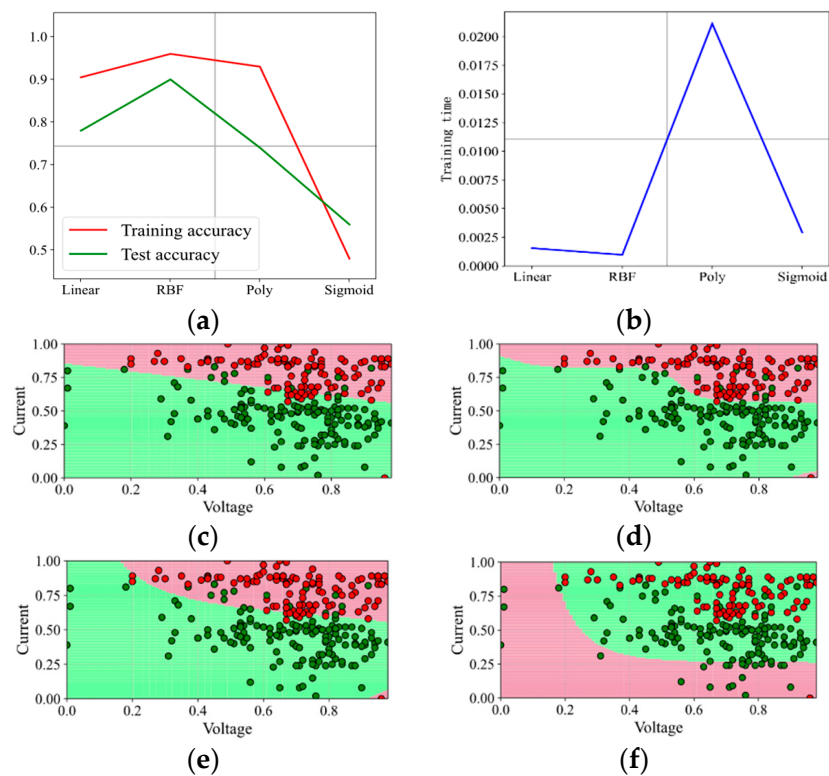 1.0
0.9
0.8
0.7
0.6
0.5
Training accuracy
Test accuracy
Linear RBF Poly Sigmoid
(a)
Training time
0.0200
0.0175
0.0150
0.0125
0.0100
0.0075
0.0050
0.0025
0.0000
Linear RBF Poly Sigmoid
(b)
Current
1.00
0.75
0.50
0.25
0.00
0.0 0.2 0.4 0.6 0.8
Voltage
(c)
Current
1.00
0.75
0.50
0.25
0.00
0.0 0.2 0.4 0.6 0.8
Voltage
(d)
Current
1.00
0.75
0.50
0.25
0.00
0.0 0.2 0.4 0.6 0.8
Voltage
(e)
Current
1.00
0.75
0.50
0.25
0.00
0.0 0.2 0.4 0.6 0.8
Voltage
(f)